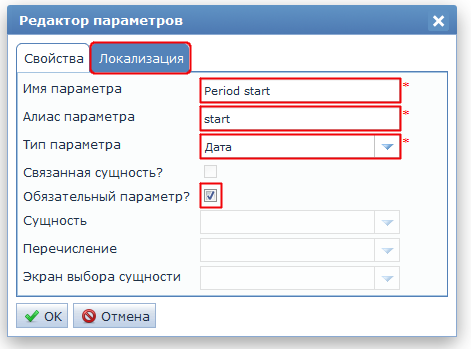 Редактор параметров
Свойства Локализация
Имя параметра Period start *
Алиас параметра start *
Тип параметра Дата *
Связанная сущность?
Обязательный параметр?
Сущность
Перечисление
Экран выбора сущности
OK Отмена